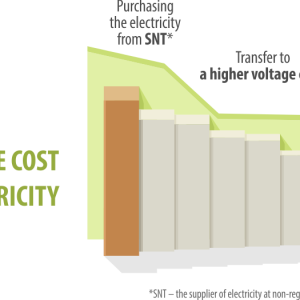 Purchasing
the electricity
from SNT*
Transfer to
a higher voltage
E COST
RICITY
*SNT – the supplier of electricity at non-reg